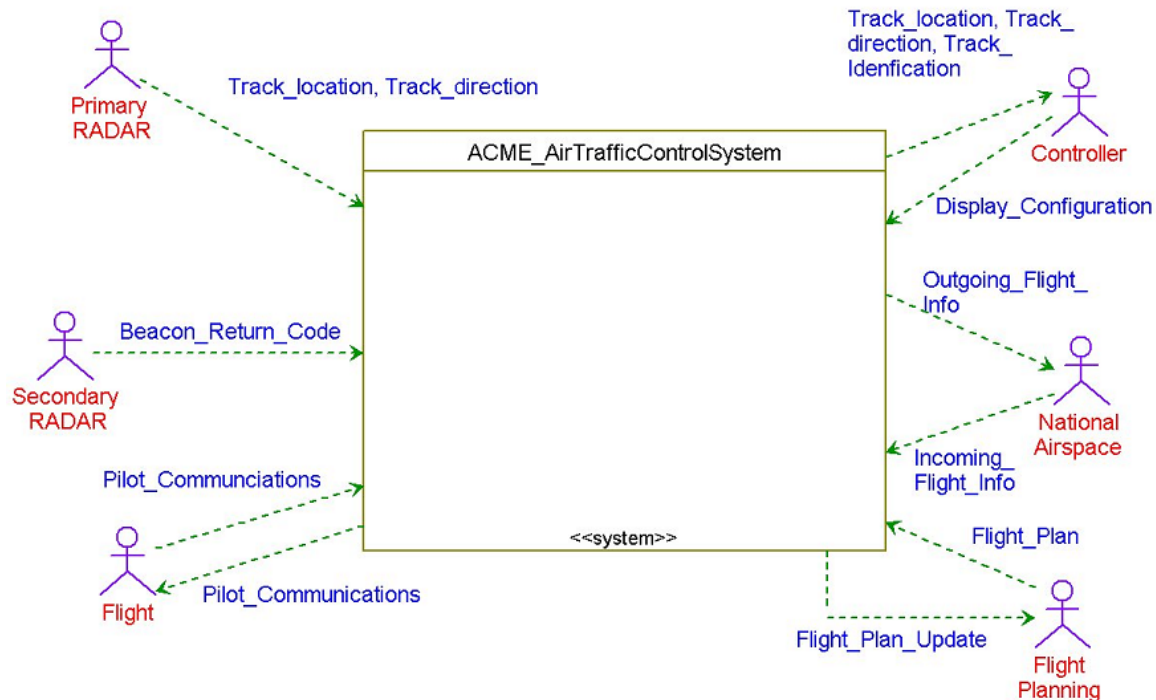 Track_location, Track_
direction, Track_
Idenfication
Primary
RADAR
Track_location, Track_direction
ACME_AirTrafficControlSystem
Controller
Display_Configuration
Outgoing_Flight_
Info
Beacon_Return_Code
Secondary
RADAR
National
Airspace
Incoming_
Flight_Info
Pilot_Communciations
<<system>>
Flight_Plan
Flight
Pilot_Communications
Flight_Plan_Update
Flight
Planning